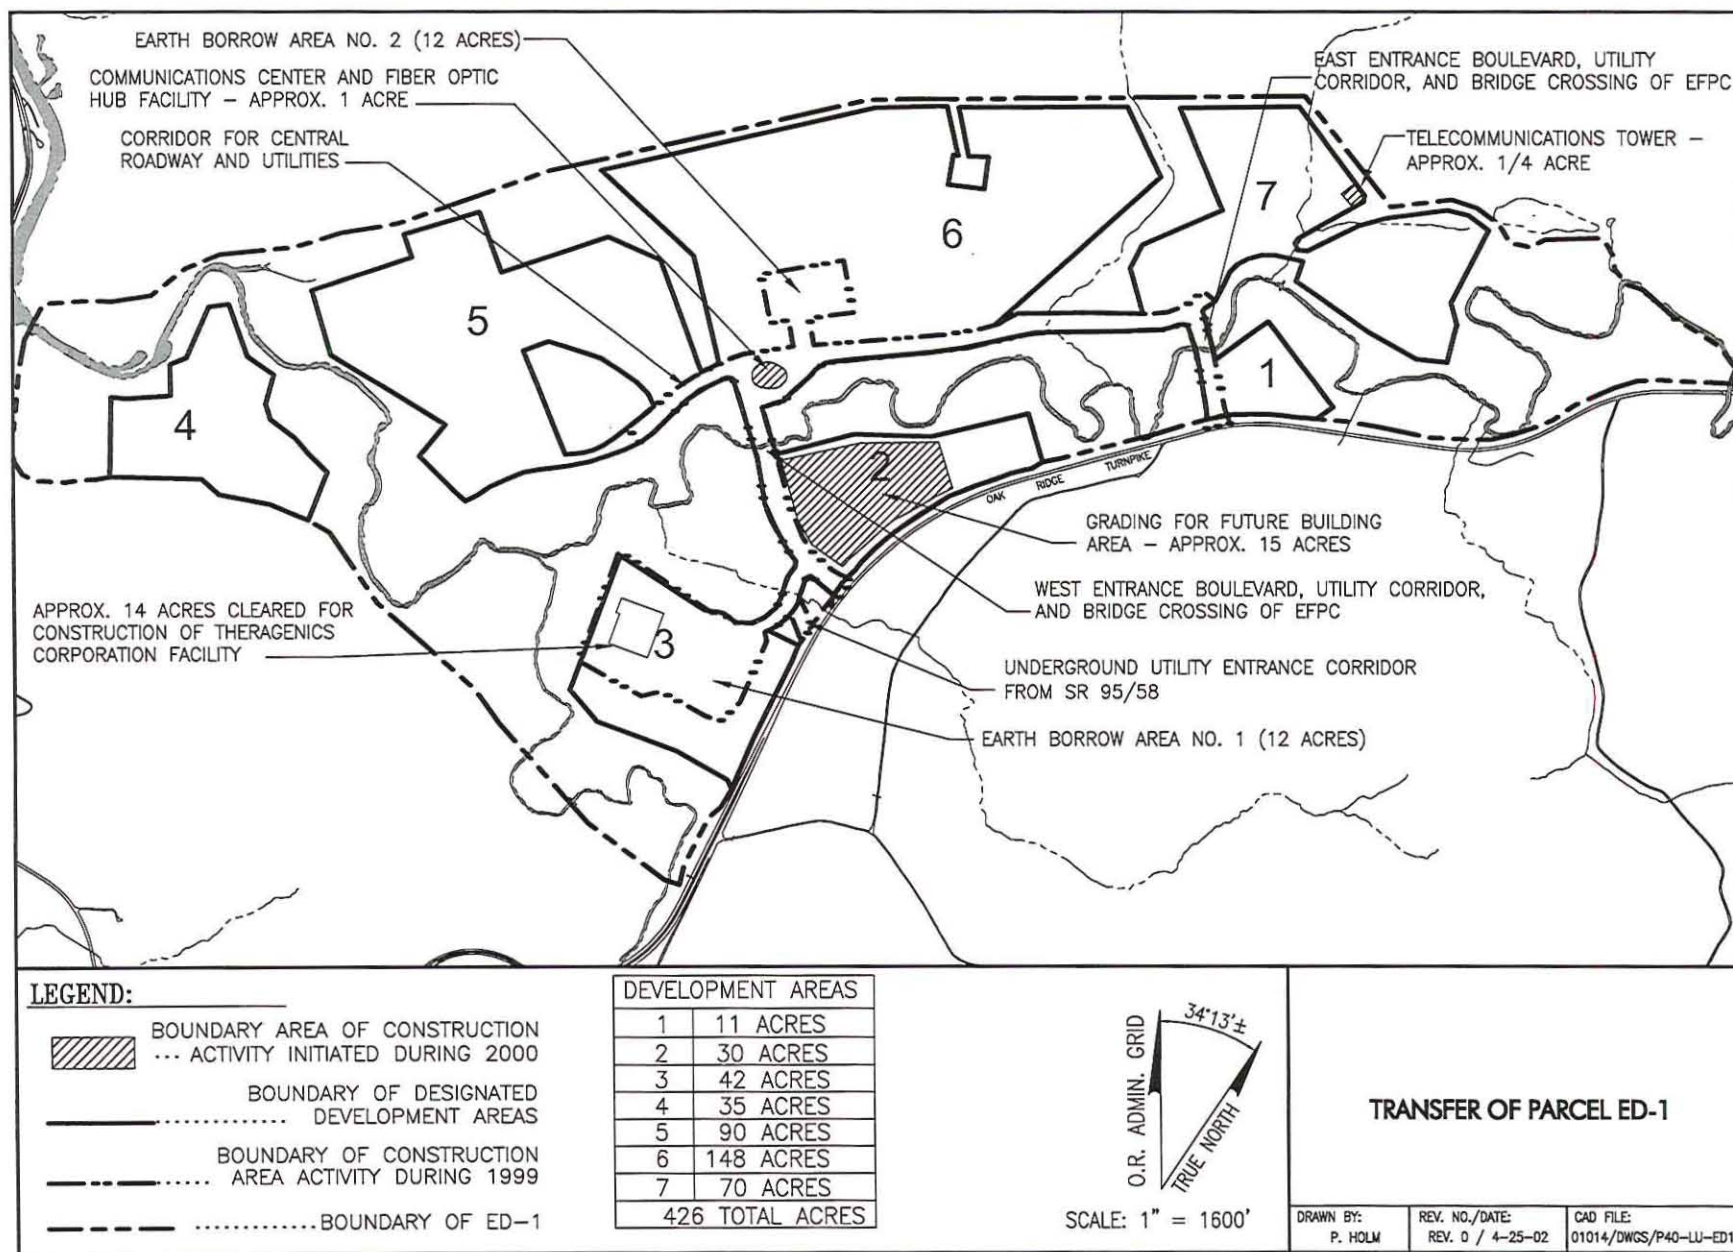 EARTH BORROW AREA NO. 2 (12 ACRES)
COMMUNICATIONS CENTER AND FIBER OPTIC
HUB FACILITY – APPROX. 1 ACRE
CORRIDOR FOR CENTRAL
ROADWAY AND UTILITIES
EAST ENTRANCE BOULEVARD, UTILITY
CORRIDOR, AND BRIDGE CROSSING OF EFPC
TELECOMMUNICATIONS TOWER –
APPROX. 1/4 ACRE
7
6
5
1
4
2
OAK RIDGE TURNPIKE
GRADING FOR FUTURE BUILDING
AREA – APPROX. 15 ACRES
WEST ENTRANCE BOULEVARD, UTILITY CORRIDOR,
AND BRIDGE CROSSING OF EFPC
APPROX. 14 ACRES CLEARED FOR
CONSTRUCTION OF THERAGENICS
CORPORATION FACILITY
3
UNDERGROUND UTILITY ENTRANCE CORRIDOR
FROM SR 95/58
EARTH BORROW AREA NO. 1 (12 ACRES)
LEGEND:
BOUNDARY AREA OF CONSTRUCTION
... ACTIVITY INITIATED DURING 2000
BOUNDARY OF DESIGNATED
.............. DEVELOPMENT AREAS
BOUNDARY OF CONSTRUCTION
...... AREA ACTIVITY DURING 1999
............ BOUNDARY OF ED-1
DEVELOPMENT AREAS
1 11 ACRES
2 30 ACRES
3 42 ACRES
4 35 ACRES
5 90 ACRES
6 148 ACRES
7 70 ACRES
426 TOTAL ACRES
34°13'±
O.R. ADMIN. GRID
TRUE NORTH
SCALE: 1" = 1600'
TRANSFER OF PARCEL ED-1
DRAWN BY:
P. HOLM
REV. NO./DATE:
REV. 0 / 4-25-02
CAD FILE:
01014/DWGS/P40-LU-ED1